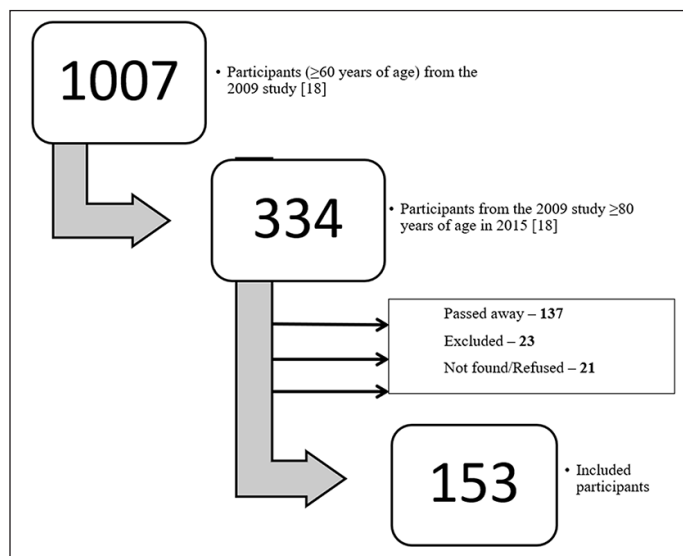 1007
• Participants (≥60 years of age) from the
2009 study [18]
334
• Participants from the 2009 study ≥80
years of age in 2015 [18]
Passed away – 137
Excluded – 23
Not found/Refused – 21
153
• Included
participants